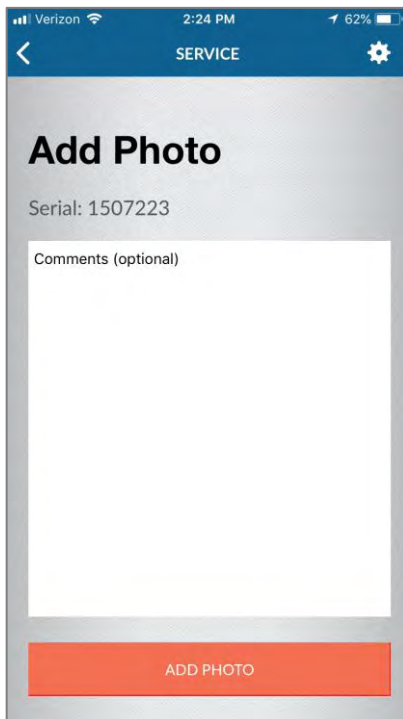 Verizon 2:24 PM 62%
SERVICE
Add Photo
Serial: 1507223
Comments (optional)
ADD PHOTO